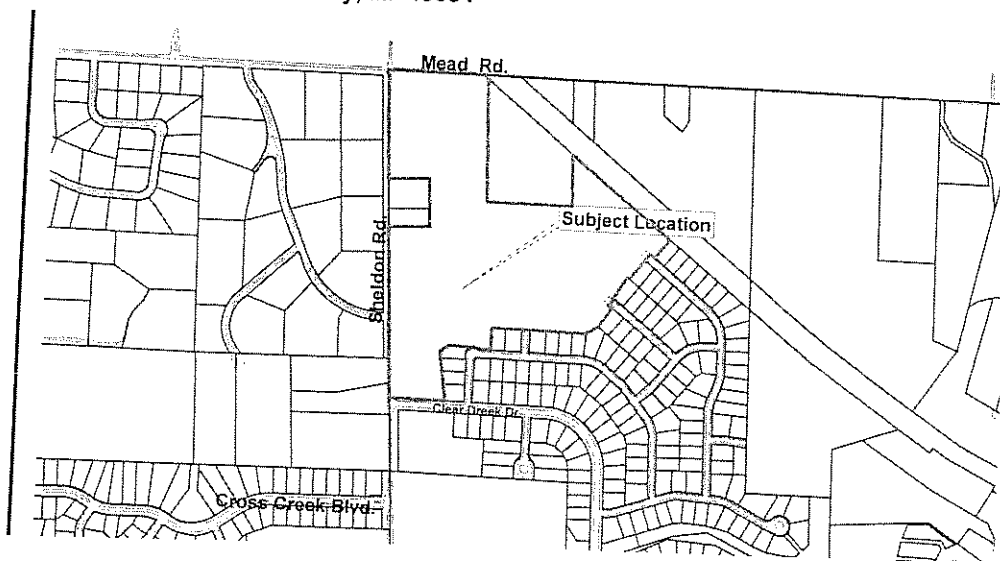 Mead Rd.
Subject Location
Sheldon Rd.
Clear Creek Dr.
Cross Creek Blvd.